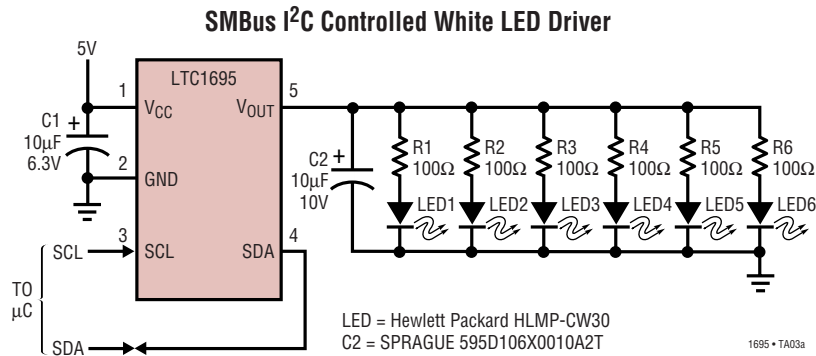 SMBus I2C Controlled White LED Driver
5V
LTC1695
1
VCC
VOUT
5
C1
+
10µF
6.3V
2
GND
C2
+
10µF
10V
R1
100Ω
R2
100Ω
R3
100Ω
R4
100Ω
R5
100Ω
R6
100Ω
LED1
LED2
LED3
LED4
LED5
LED6
TO
µC
SCL
3
SCL
SDA
4
SDA
LED = Hewlett Packard HLMP-CW30
C2 = SPRAGUE 595D106X0010A2T
1695 • TA03a